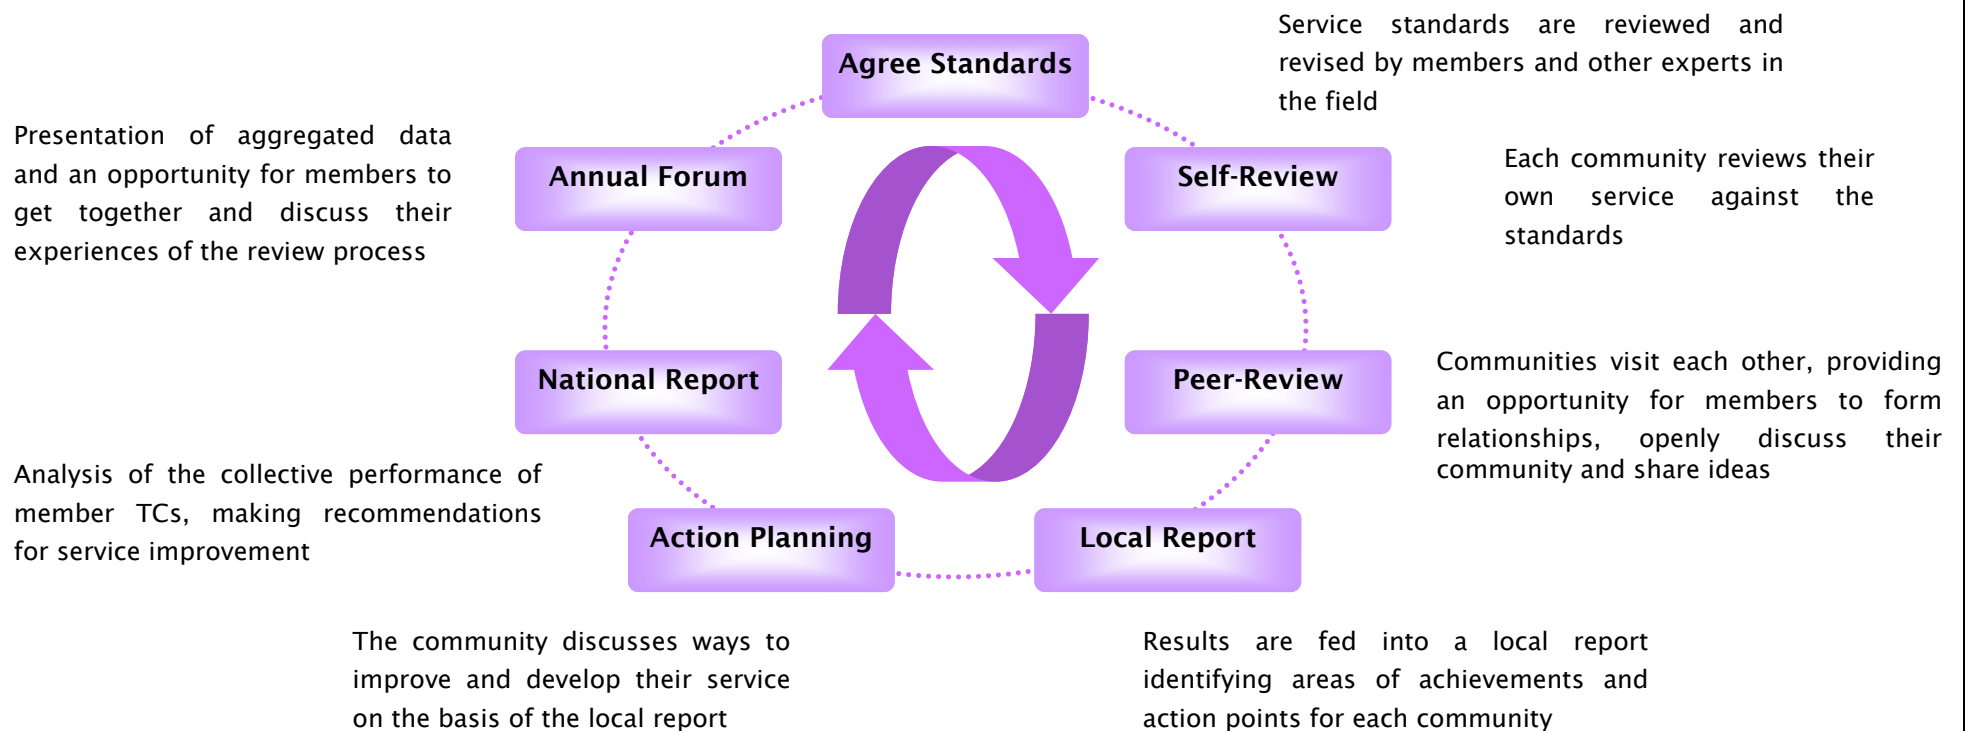 Agree Standards
Service standards are reviewed and
revised by members and other experts in
the field
Self-Review
Each community reviews their
own service against the
standards
Peer-Review
Communities visit each other, providing
an opportunity for members to form
relationships, openly discuss their
community and share ideas
Local Report
Results are fed into a local report
identifying areas of achievements and
action points for each community
Action Planning
The community discusses ways to
improve and develop their service
on the basis of the local report
National Report
Analysis of the collective performance of
member TCs, making recommendations
for service improvement
Annual Forum
Presentation of aggregated data
and an opportunity for members to
get together and discuss their
experiences of the review process